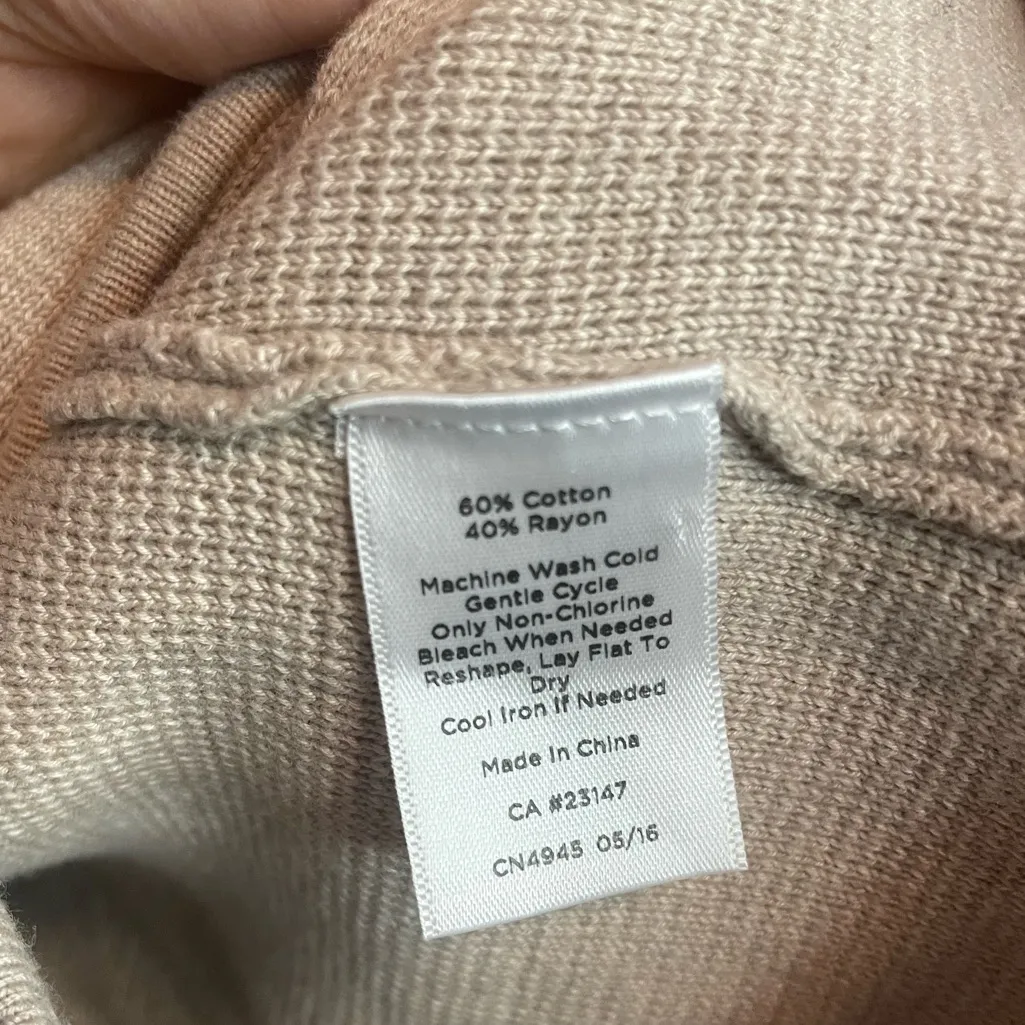 60% Cotton
40% Rayon
Machine Wash Cold
Gentle Cycle
Only Non-Chlorine
Bleach When Needed
Reshape, Lay Flat To
Dry
Cool Iron If Needed
Made In China
CA #23147
CN4945 05/16